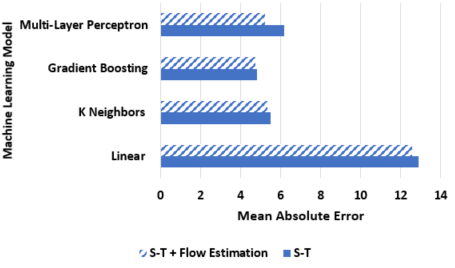 Machine Learning Model
Multi-Layer Perceptron
Gradient Boosting
K Neighbors
Linear
0 2 4 6 8 10 12 14
Mean Absolute Error
S-T + Flow Estimation S-T